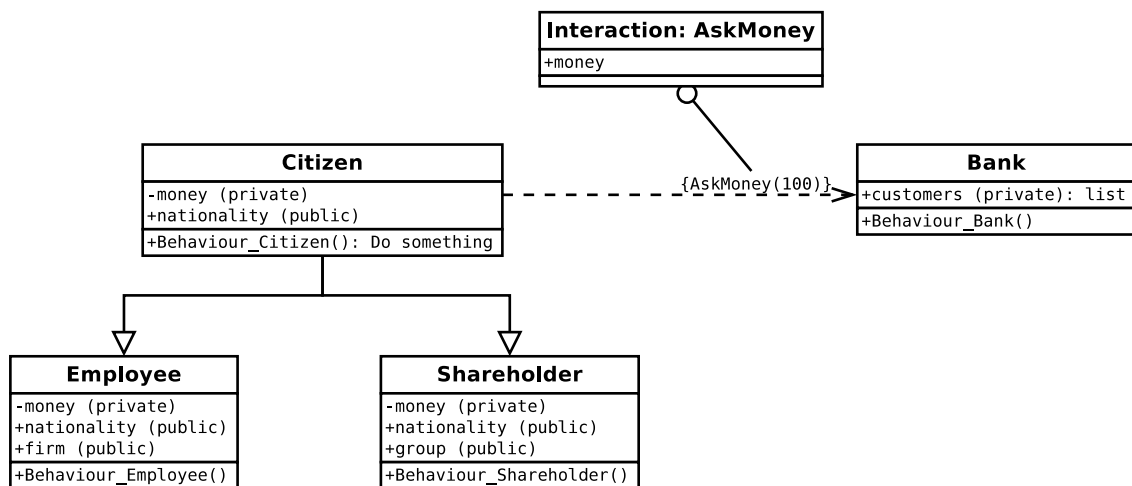 Interaction: AskMoney
+money
Citizen
-money (private)
+nationality (public)
+Behaviour_Citizen(): Do something
{AskMoney(100)}
Bank
+customers (private): list
+Behaviour_Bank()
Employee
-money (private)
+nationality (public)
+firm (public)
+Behaviour_Employee()
Shareholder
-money (private)
+nationality (public)
+group (public)
+Behaviour_Shareholder()